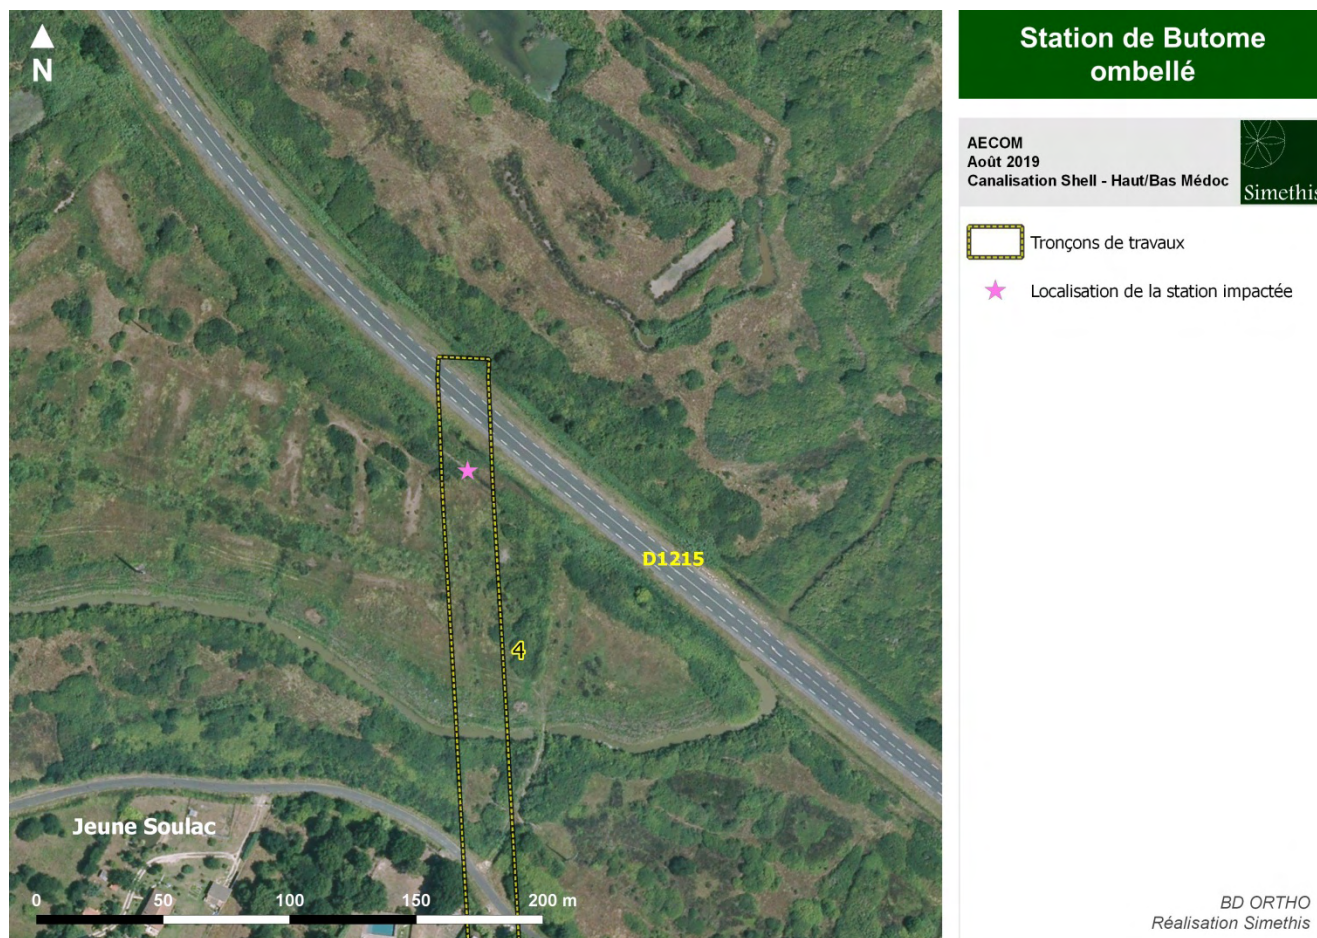 N
D1215
4
Jeune Soulac
0 50 100 150 200 m
Station de Butome
ombellé
AECOM
Août 2019
Canalisation Shell - Haut/Bas Médoc
Simethis
Tronçons de travaux
Localisation de la station impactée
BD ORTHO
Réalisation Simethis